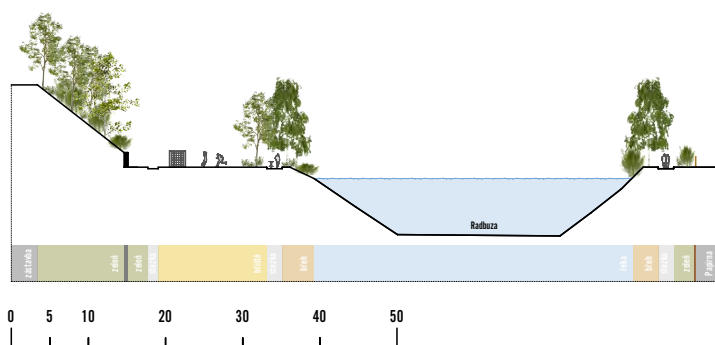 Radbuza
zástavba
zeleň
zeleň
stezka
hřiště
stezka
břeh
řeka
břeh
stezka
zeleň
Papírna
0 5 10 20 30 40 50